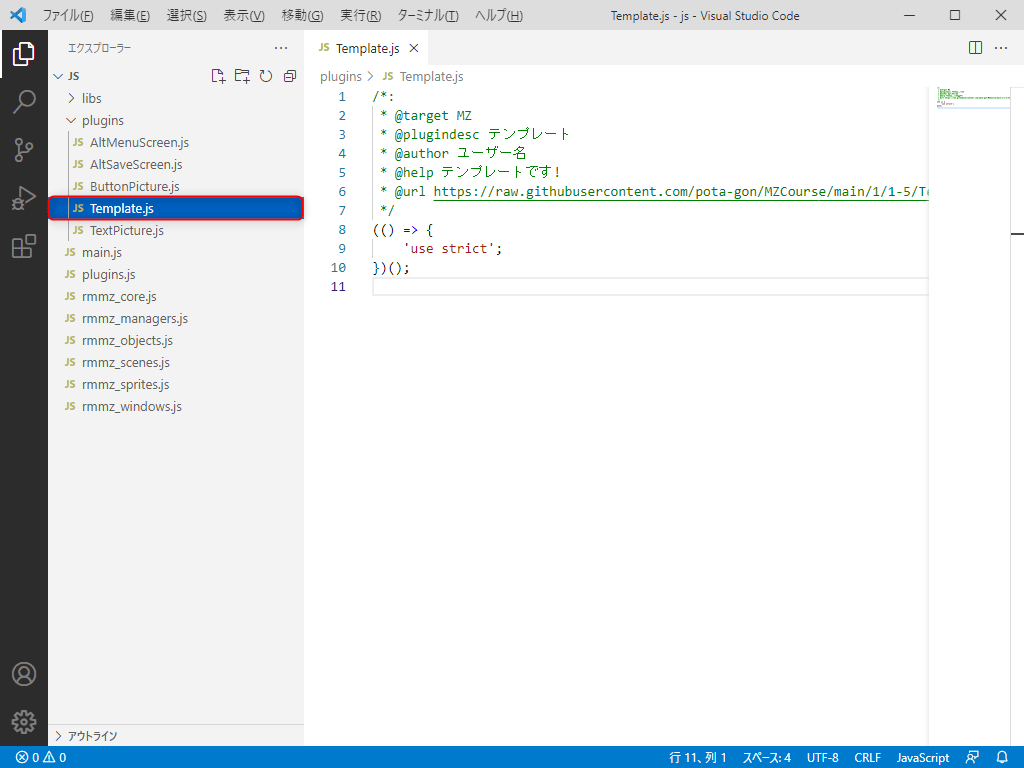 ファイル(F) 編集(E) 選択(S) 表示(V) 移動(G) 実行(R) ターミナル(T) ヘルプ(H) Template.js - js - Visual Studio Code
エクスプローラー
JS
libs
plugins
JS AltMenuScreen.js
JS AltSaveScreen.js
JS ButtonPicture.js
JS Template.js
JS TextPicture.js
JS main.js
JS plugins.js
JS rmmz_core.js
JS rmmz_managers.js
JS rmmz_objects.js
JS rmmz_scenes.js
JS rmmz_sprites.js
JS rmmz_windows.js
アウトライン
JS Template.js
plugins > JS Template.js
1 /*:
2 * @target MZ
3 * @plugindesc テンプレート
4 * @author ユーザー名
5 * @help テンプレートです!
6 * @url https://raw.githubusercontent.com/pota-gon/MZCourse/main/1/1-5/Te
7 */
8 (() => {
9 'use strict';
10 })();
11
0 0 行 11、列 1 スペース: 4 UTF-8 CRLF JavaScript